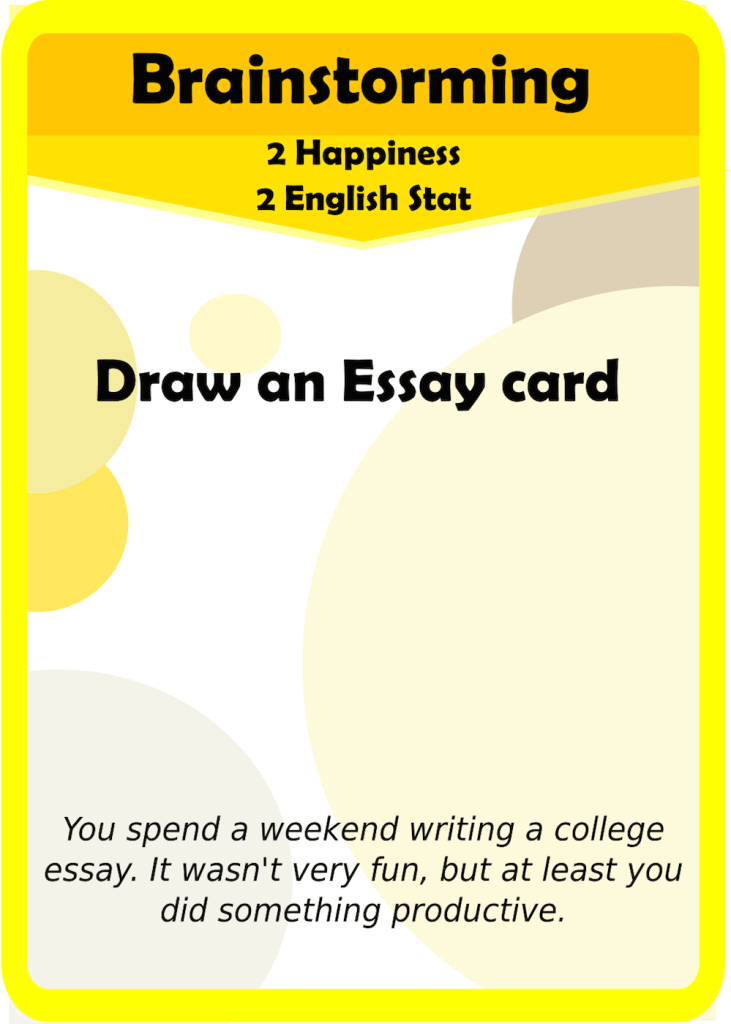 Brainstorming
2 Happiness
2 English Stat
Draw an Essay card
You spend a weekend writing a college
essay. It wasn't very fun, but at least you
did something productive.